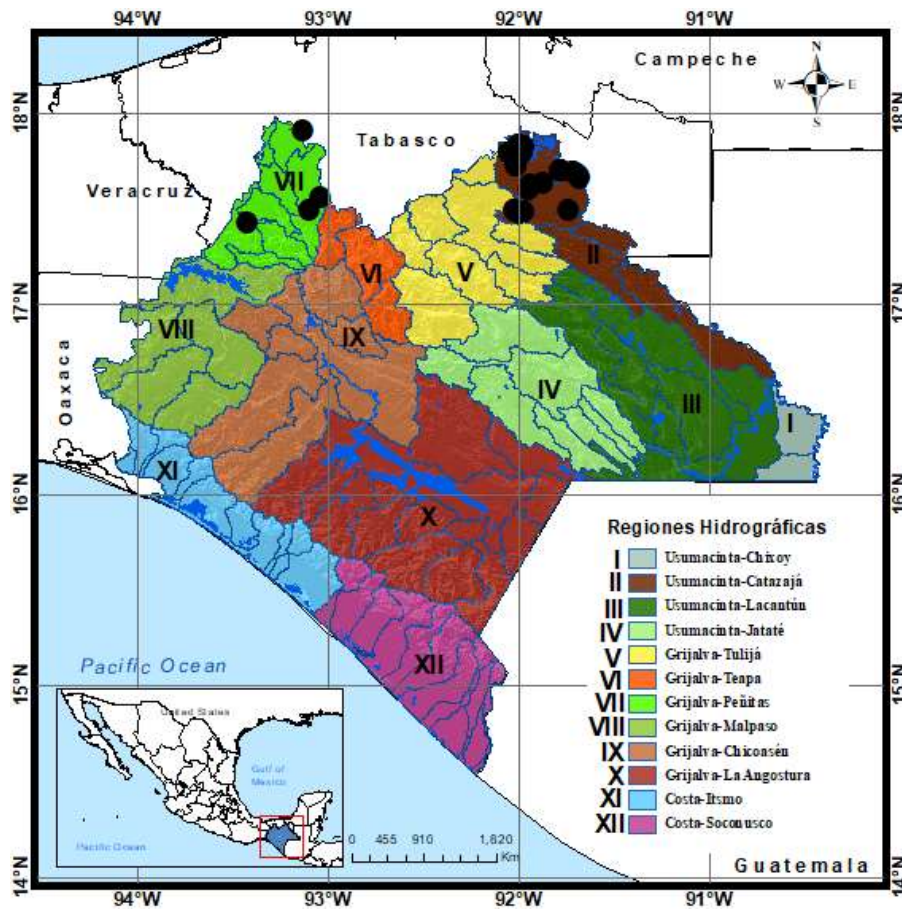 94°W 93°W 92°W 91°W
Campeche
N
W E
S
18°N 18°N
Tabasco
Veracruz
VII
II
VI
V
17°N 17°N
VIII
IX
Oaxaca
IV
III
I
XI
16°N 16°N
X
Regiones Hidrográficas
I Usumacinta-Chixoy
II Usumacinta-Catazajá
III Usumacinta-Lacantún
IV Usumacinta-Jataté
V Grijalva-Tulijá
VI Grijalva-Teapa
VII Grijalva-Peñitas
VIII Grijalva-Malpaso
IX Grijalva-Chicoasén
X Grijalva-La Angostura
XI Costa-Itsmo
XII Costa-Soconusco
XII
Pacific Ocean
15°N 15°N
United States
Gulf of
Mexico
Pacific Ocean
0 455 910 1,820
Km
Guatemala
14°N 14°N
94°W 93°W 92°W 91°W